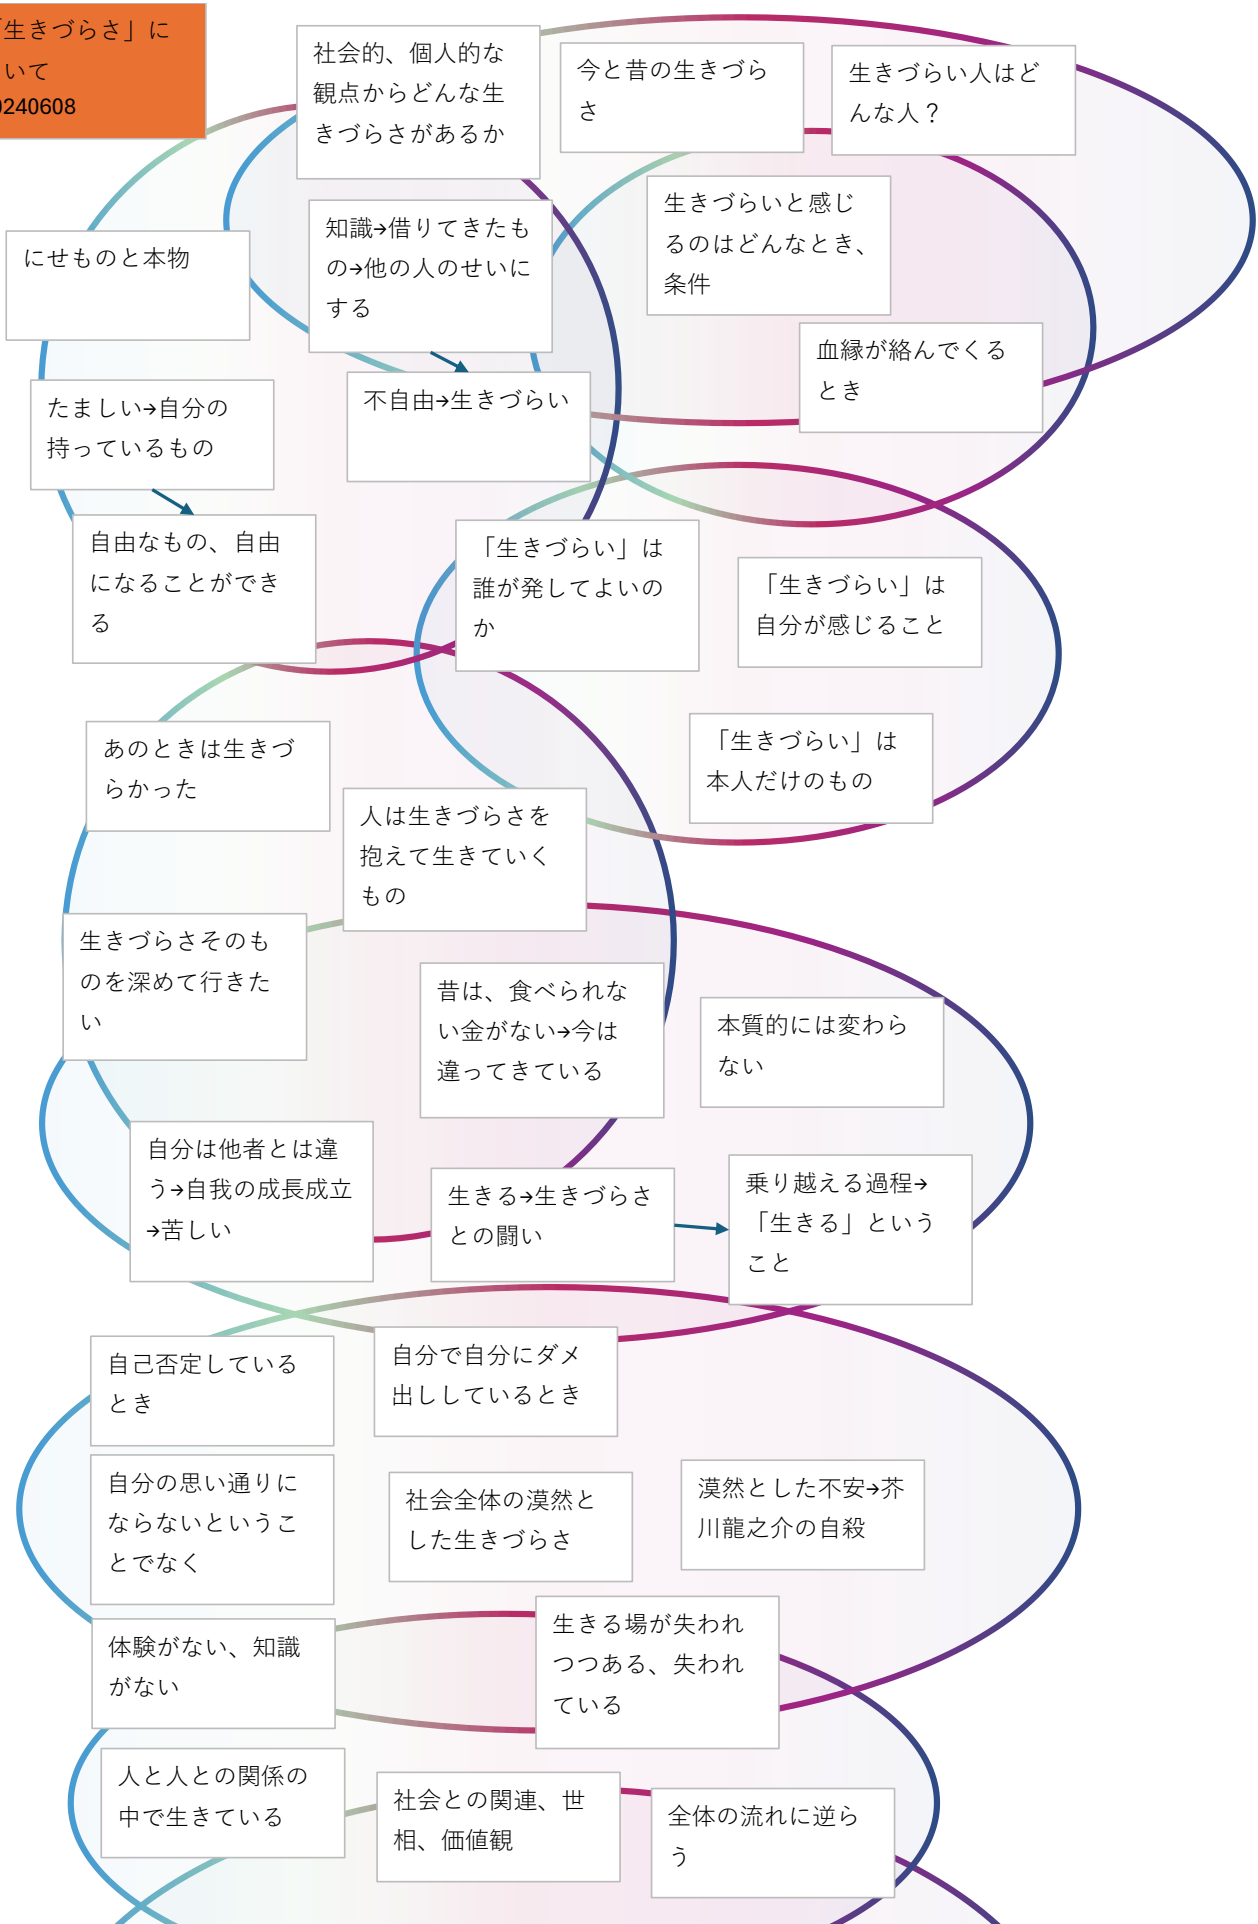 生きづらさ」に
いて
240608
社会的、個人的な
観点からどんな生
きづらさがあるか
今と昔の生きづら
さ
生きづらい人はど
んな人？
生きづらいと感じ
るのはどんなとき、
条件
にせものと本物
知識→借りてきたも
の→他の人のせいに
する
血縁が絡んでくる
とき
たましい→自分の
持っているもの
不自由→生きづらい
自由なもの、自由
になることができ
る
「生きづらい」は
誰が発してよいの
か
「生きづらい」は
自分が感じること
あのときは生きづ
らかった
「生きづらい」は
本人だけのもの
人は生きづらさを
抱えて生きていく
もの
生きづらさそのも
のを深めて行きた
い
昔は、食べられな
い金がない→今は
違ってきている
本質的には変わら
ない
自分は他者とは違
う→自我の成長成立
→苦しい
生きる→生きづらさ
との闘い
乗り越える過程→
「生きる」という
こと
自己否定している
とき
自分で自分にダメ
出ししているとき
自分の思い通りに
ならないというこ
とでなく
社会全体の漠然と
した生きづらさ
漠然とした不安→芥
川龍之介の自殺
体験がない、知識
がない
生きる場が失われ
つつある、失われ
ている
人と人との関係の
中で生きている
社会との関連、世
相、価値観
全体の流れに逆ら
う